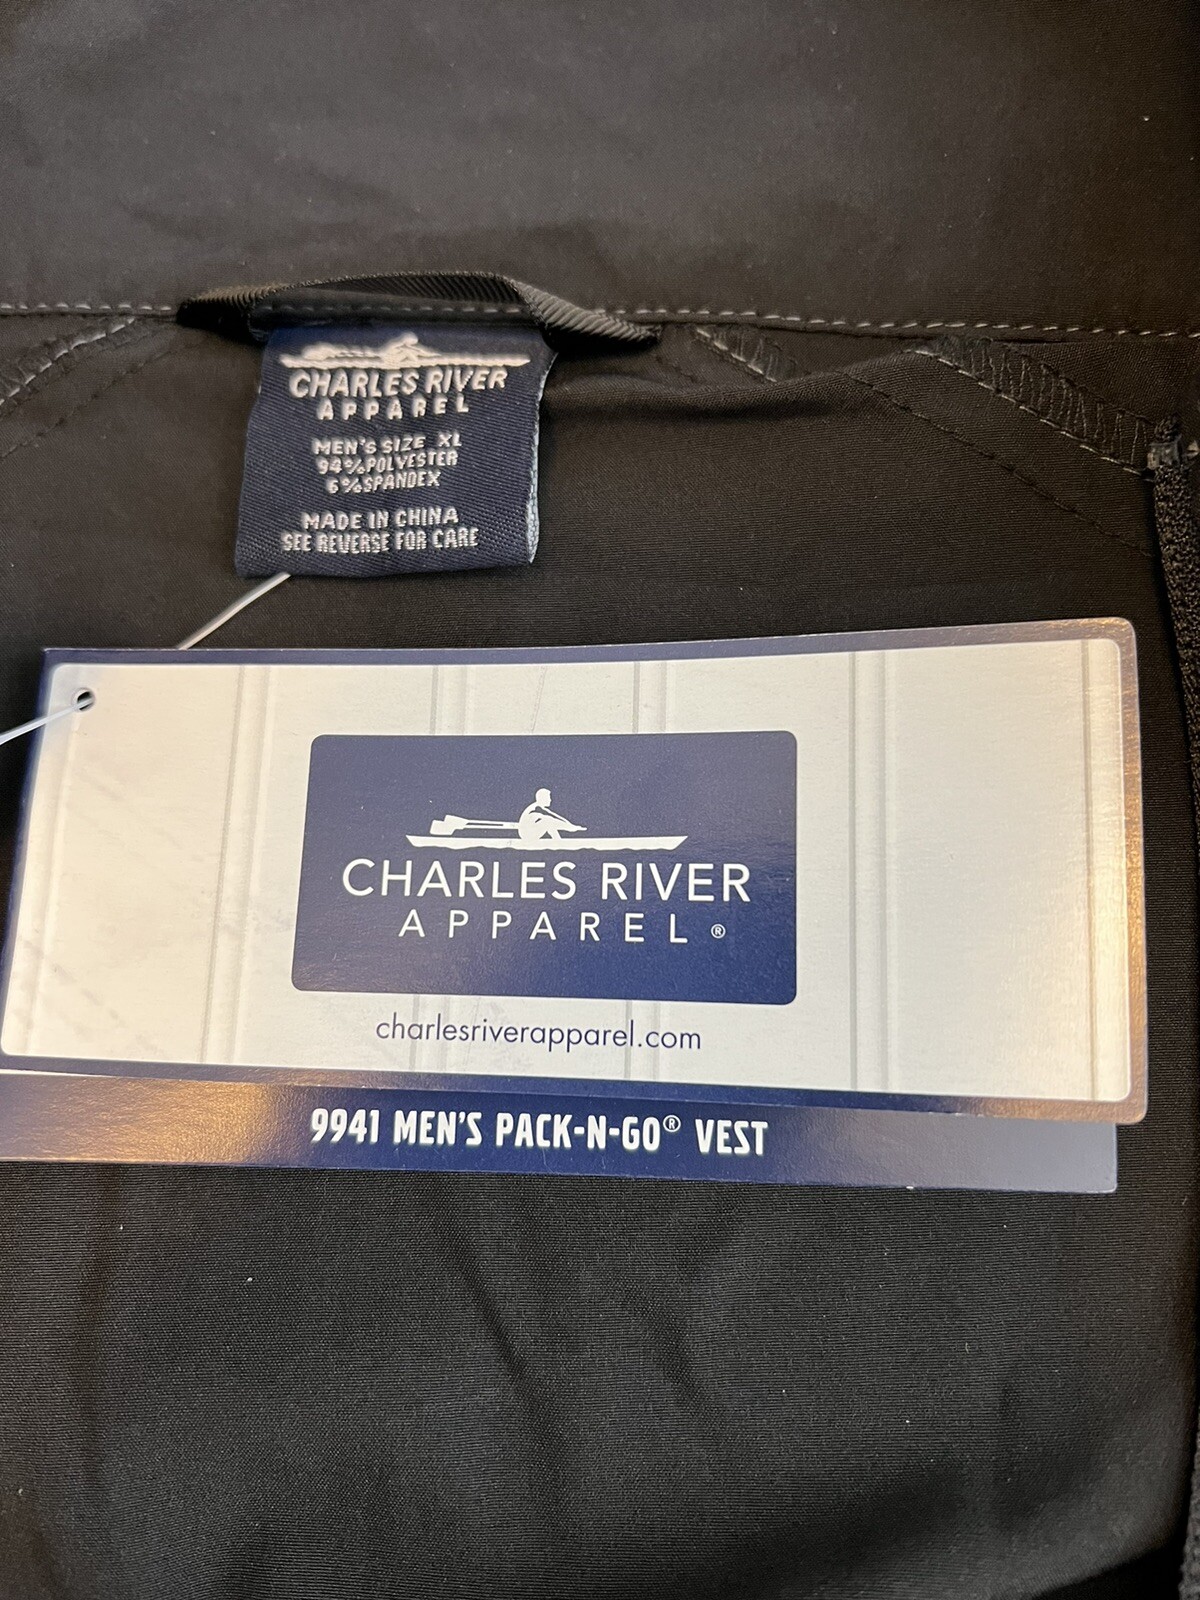 CHARLES RIVER
APPAREL
MEN'S SIZE XL
94%POLYESTER
6%SPANDEX
MADE IN CHINA
SEE REVERSE FOR CARE
CHARLES RIVER
APPAREL®
charlesriverapparel.com
9941 MEN'S PACK-N-GO® VEST